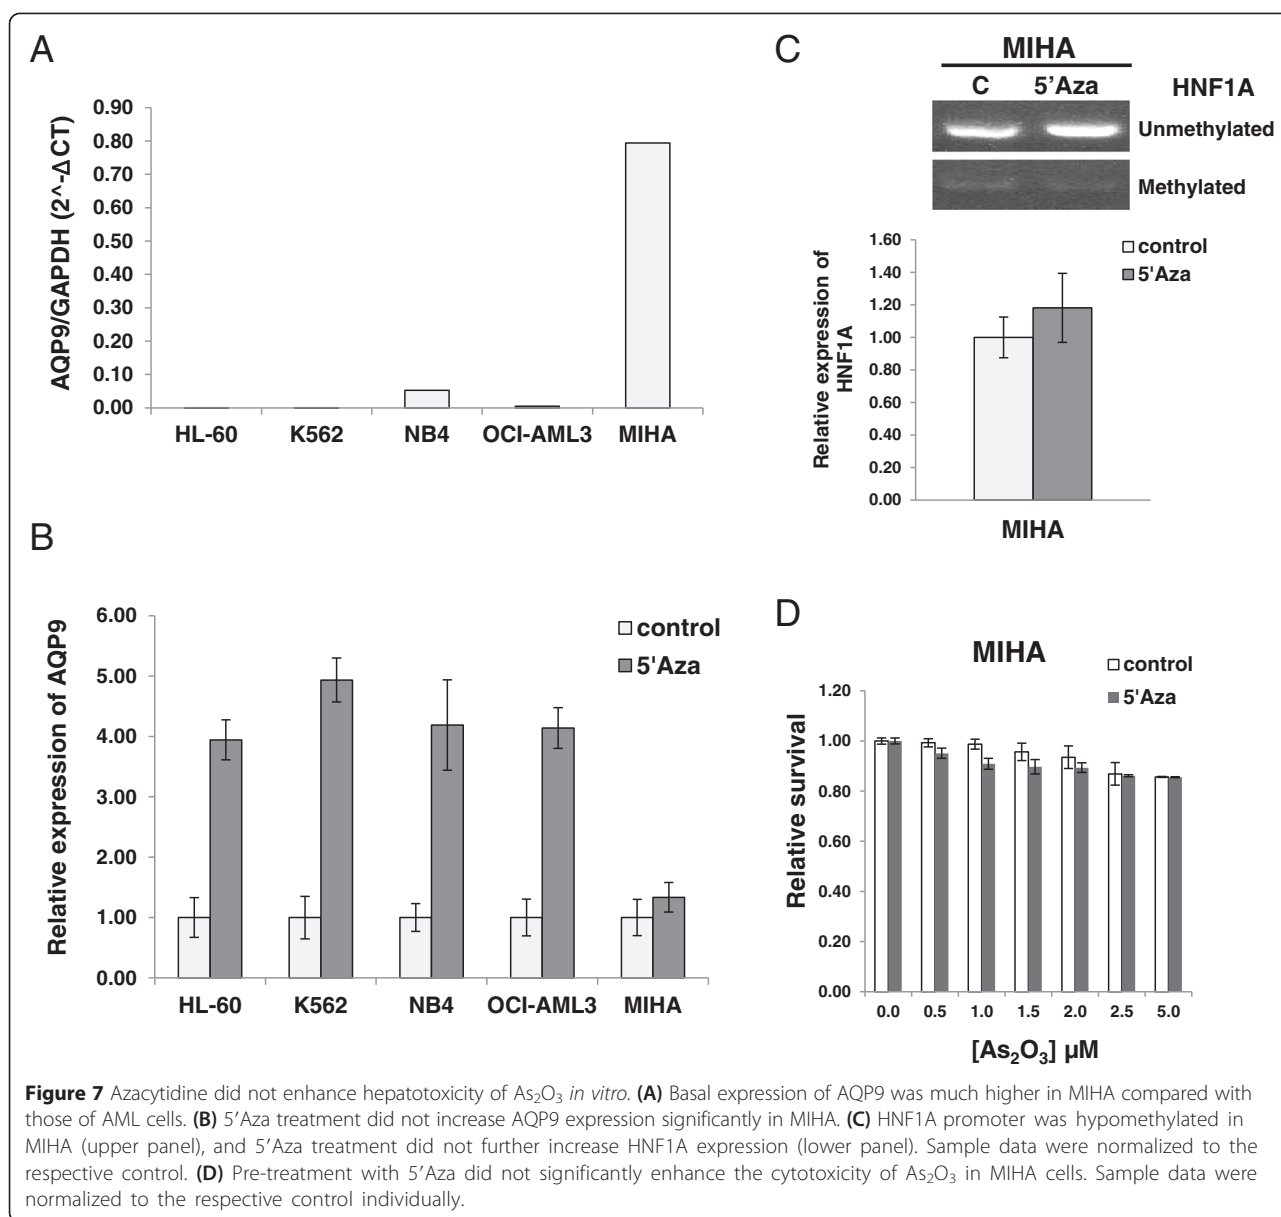 A
AQP9/GAPDH (2^-Δ CT)
0.90
0.80
0.70
0.60
0.50
0.40
0.30
0.20
0.10
0.00
HL-60 K562 NB4 OCI-AML3 MIHA
B
Relative expression of AQP9
6.00
5.00
4.00
3.00
2.00
1.00
0.00
control
5'Aza
HL-60 K562 NB4 OCI-AML3 MIHA
C
MIHA
C 5’Aza HNF1A
Unmethylated
Methylated
Relative expression of
HNF1A
1.60
1.40
1.20
1.00
0.80
0.60
0.40
0.20
0.00
control
5'Aza
MIHA
D
MIHA
control
5'Aza
Relative survival
1.20
1.00
0.80
0.60
0.40
0.20
0.00
0.0 0.5 1.0 1.5 2.0 2.5 5.0
[As₂O₃] µM
Figure 7 Azacytidine did not enhance hepatotoxicity of As₂O₃ in vitro. (A) Basal expression of AQP9 was much higher in MIHA compared with
those of AML cells. (B) 5′Aza treatment did not increase AQP9 expression significantly in MIHA. (C) HNF1A promoter was hypomethylated in
MIHA (upper panel), and 5′Aza treatment did not further increase HNF1A expression (lower panel). Sample data were normalized to the
respective control. (D) Pre-treatment with 5′Aza did not significantly enhance the cytotoxicity of As₂O₃ in MIHA cells. Sample data were
normalized to the respective control individually.